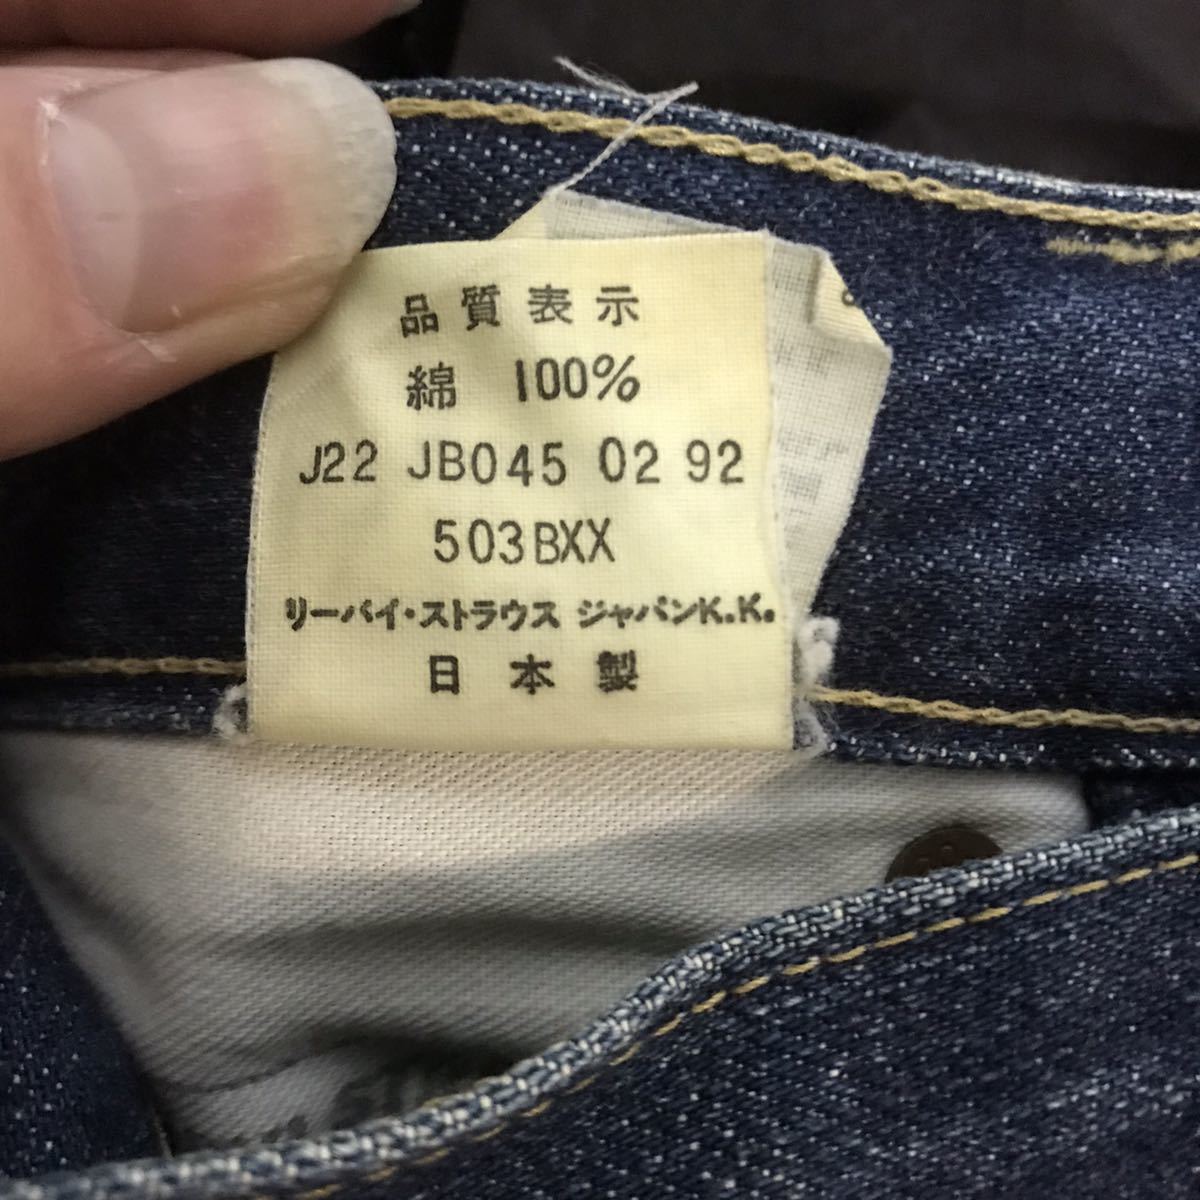 品質表示
綿 100%
J22 JB045 02 92
503BXX
リーバイ・ストラウス ジャパンK.K.
日本製